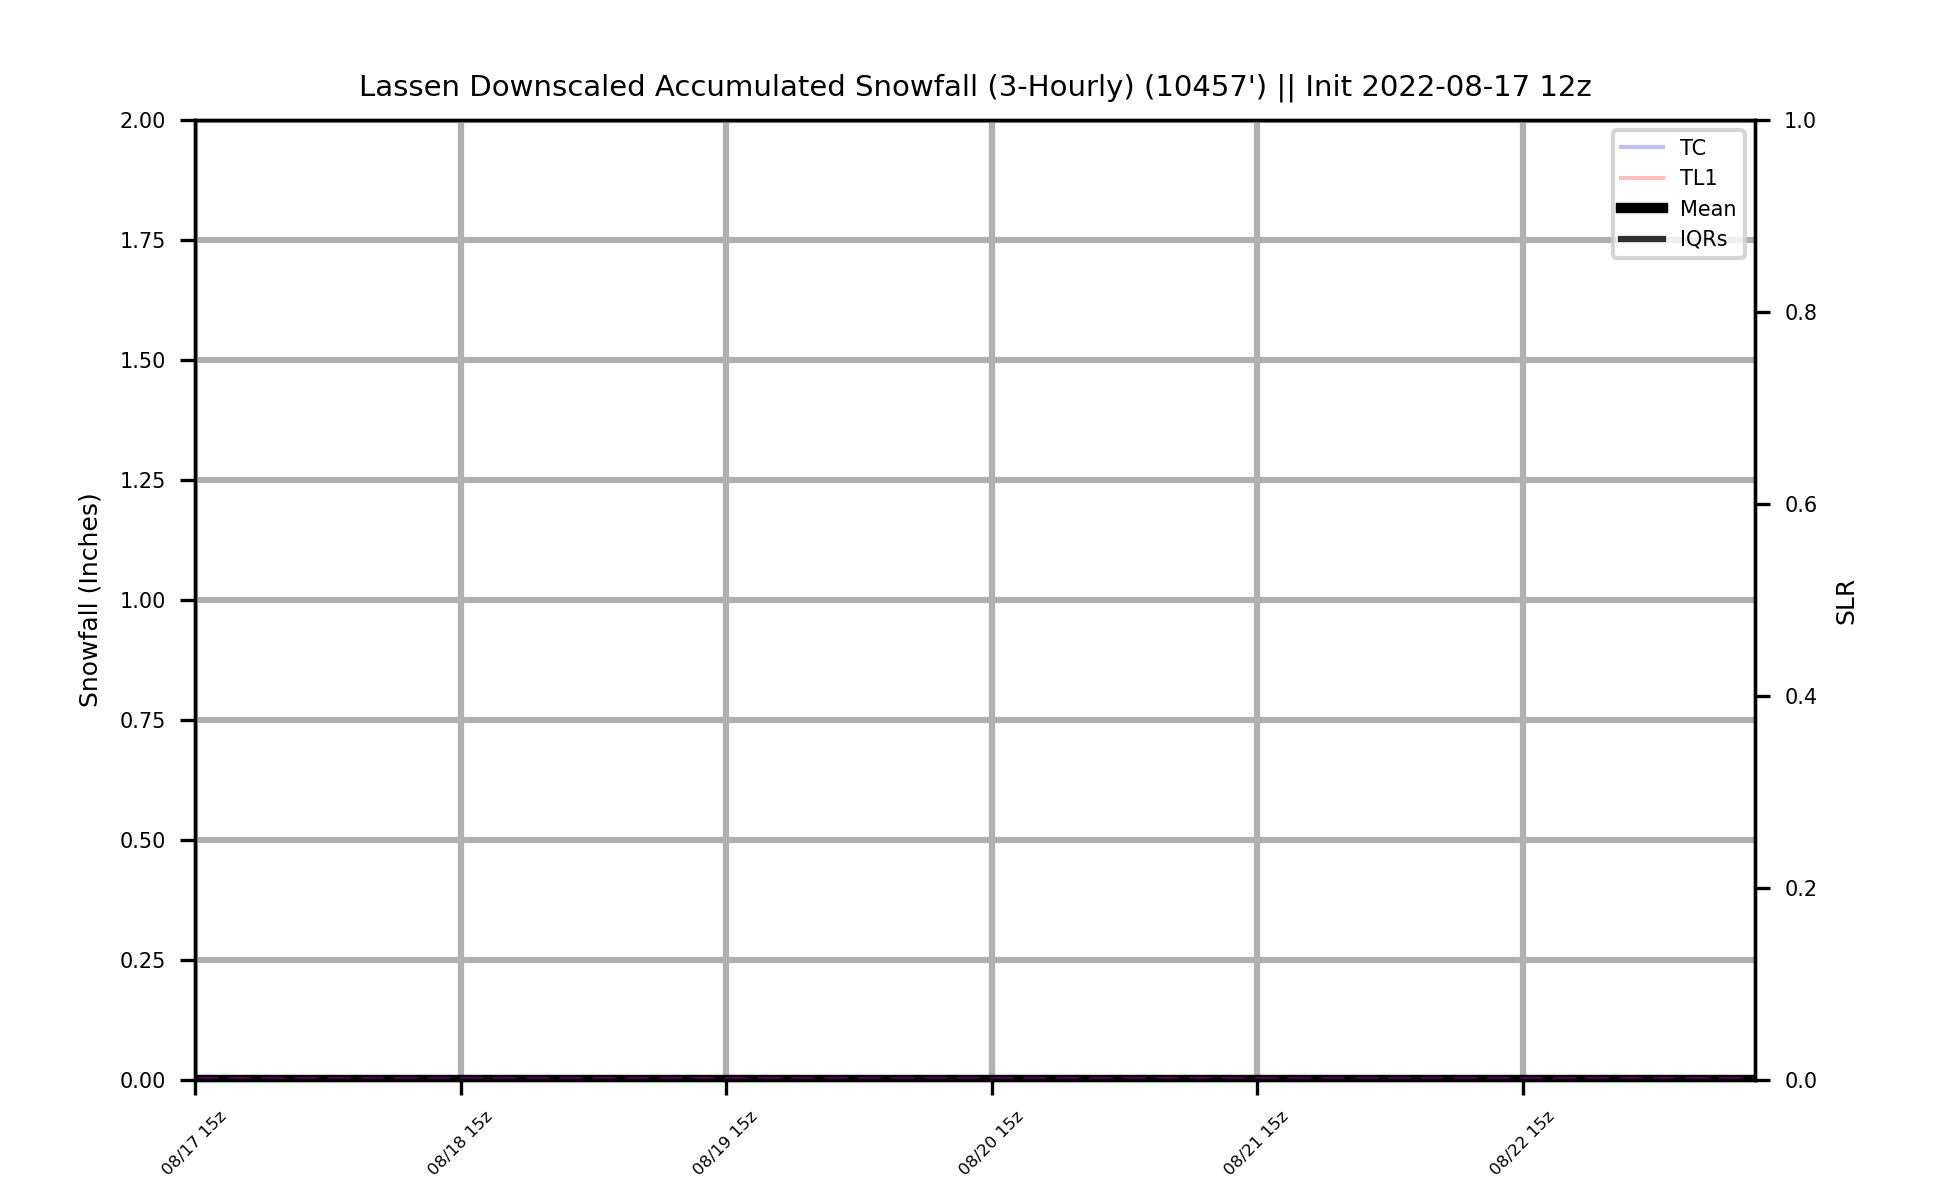 Lassen Downscaled Accumulated Snowfall (3-Hourly) (10457') || Init 2022-08-17 12z
2.00
1.75
1.50
1.25
1.00
0.75
0.50
0.25
0.00
Snowfall (Inches)
TC
TL1
Mean
IQRs
1.0
0.8
0.6
0.4
0.2
0.0
SLR
08/17 15z
08/18 15z
08/19 15z
08/20 15z
08/21 15z
08/22 15z